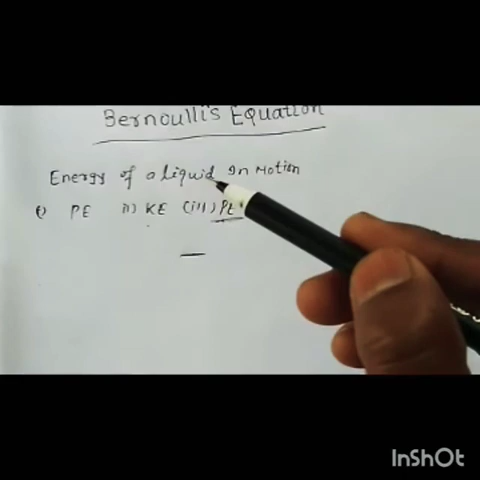 Bernoulli's Equation
Energy of a liquid In Motion
i) PE ii) KE (iii) PE
InShOt